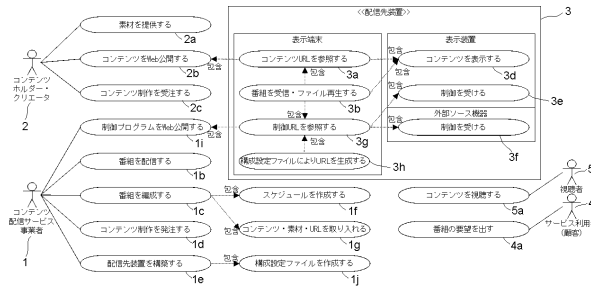 <<配信先装置>>
3
素材を提供する
2a
表示端末
表示装置
コンテンツをWeb公開する
2b
包含
コンテンツURLを参照する
3a
包含
コンテンツを表示する
3d
コンテンツ
ホルダー・
クリエータ
2
包含
包含
コンテンツ制作を受注する
2c
番組を受信・ファイル再生する
3b
包含
制御を受ける
3e
包含
外部ソース機器
制御プログラムをWeb公開する
1i
包含
制御URLを参照する
3g
包含
制御を受ける
3f
番組を配信する
1b
包含
構成設定ファイルによりURLを生成する
3h
コンテンツ
配信サービス
事業者
1
番組を編成する
1c
包含
スケジュールを作成する
1f
コンテンツを視聴する
5a
5
視聴者
コンテンツ制作を発注する
1d
包含
コンテンツ・素材・URLを取り入れる
1g
番組の要望を出す
4a
4
サービス利用
(顧客)
配信先装置を構築する
1e
包含
構成設定ファイルを作成する
1j